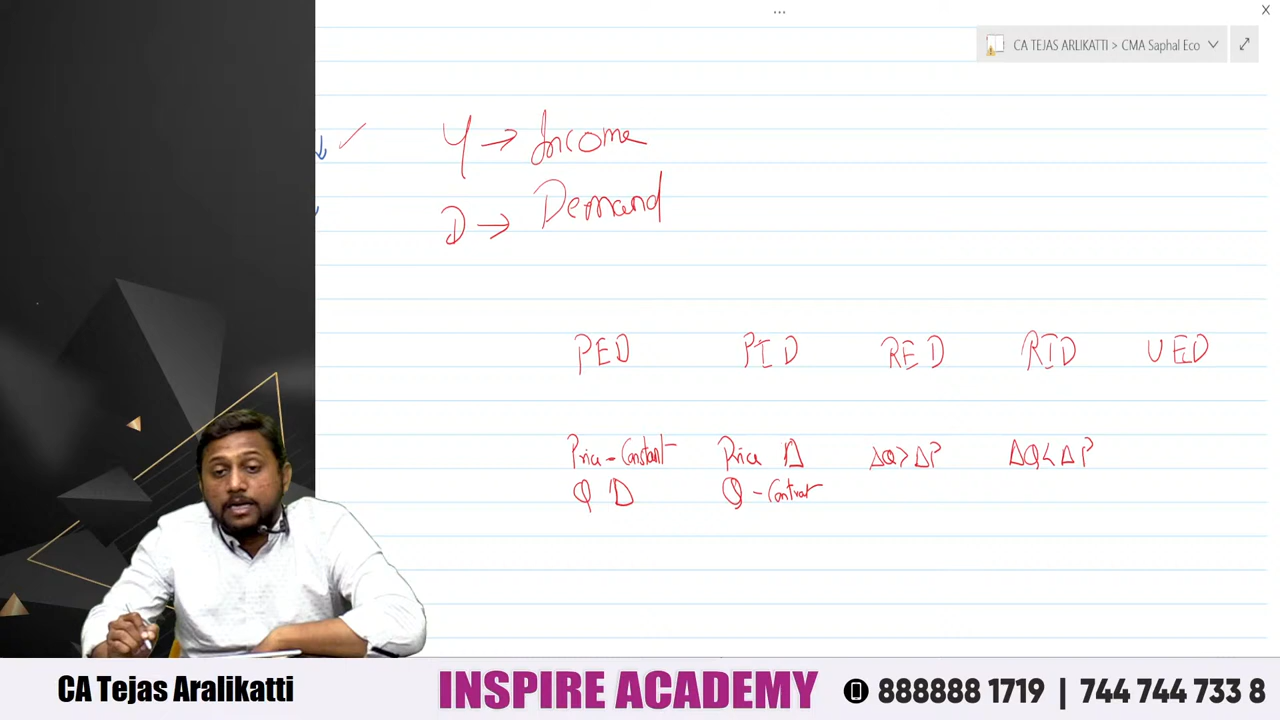 ... X
CA TEJAS ARLIKATTI > CMA Saphal Eco
↓ ✓
Y → Income
D → Demand
PED PID RED RID UED
Price - Constant Price Δ ΔQ > ΔP ΔQ < ΔP
Q Δ Q -
CA Tejas Aralikatti INSPIRE ACADEMY 888888 1719 | 744 744 733 8